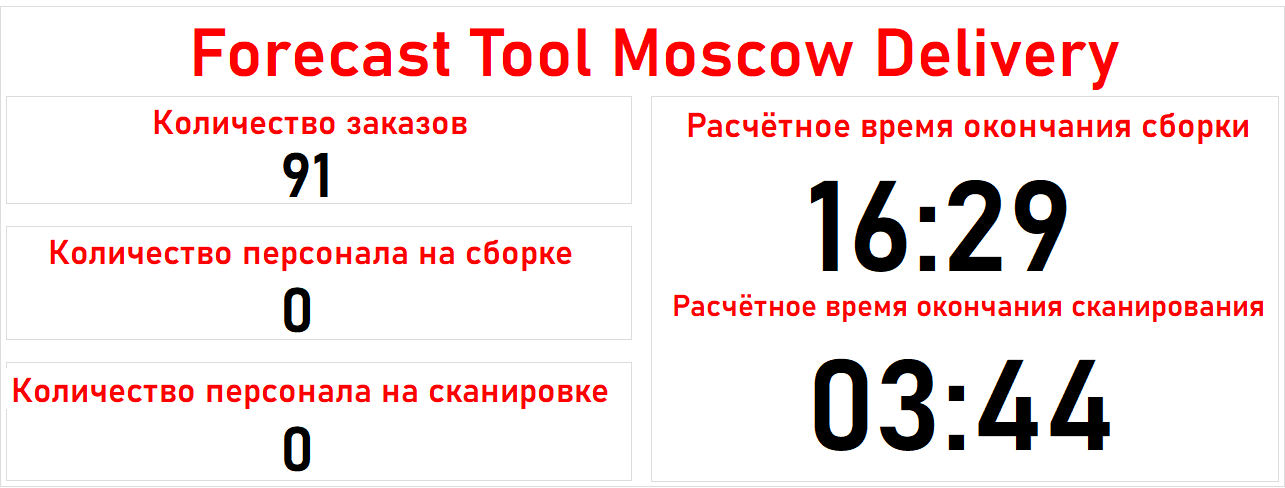 Forecast Tool Moscow Delivery
Количество заказов
91
Количество персонала на сборке
0
Количество персонала на сканировке
0
Расчётное время окончания сборки
16:29
Расчётное время окончания сканирования
03:44